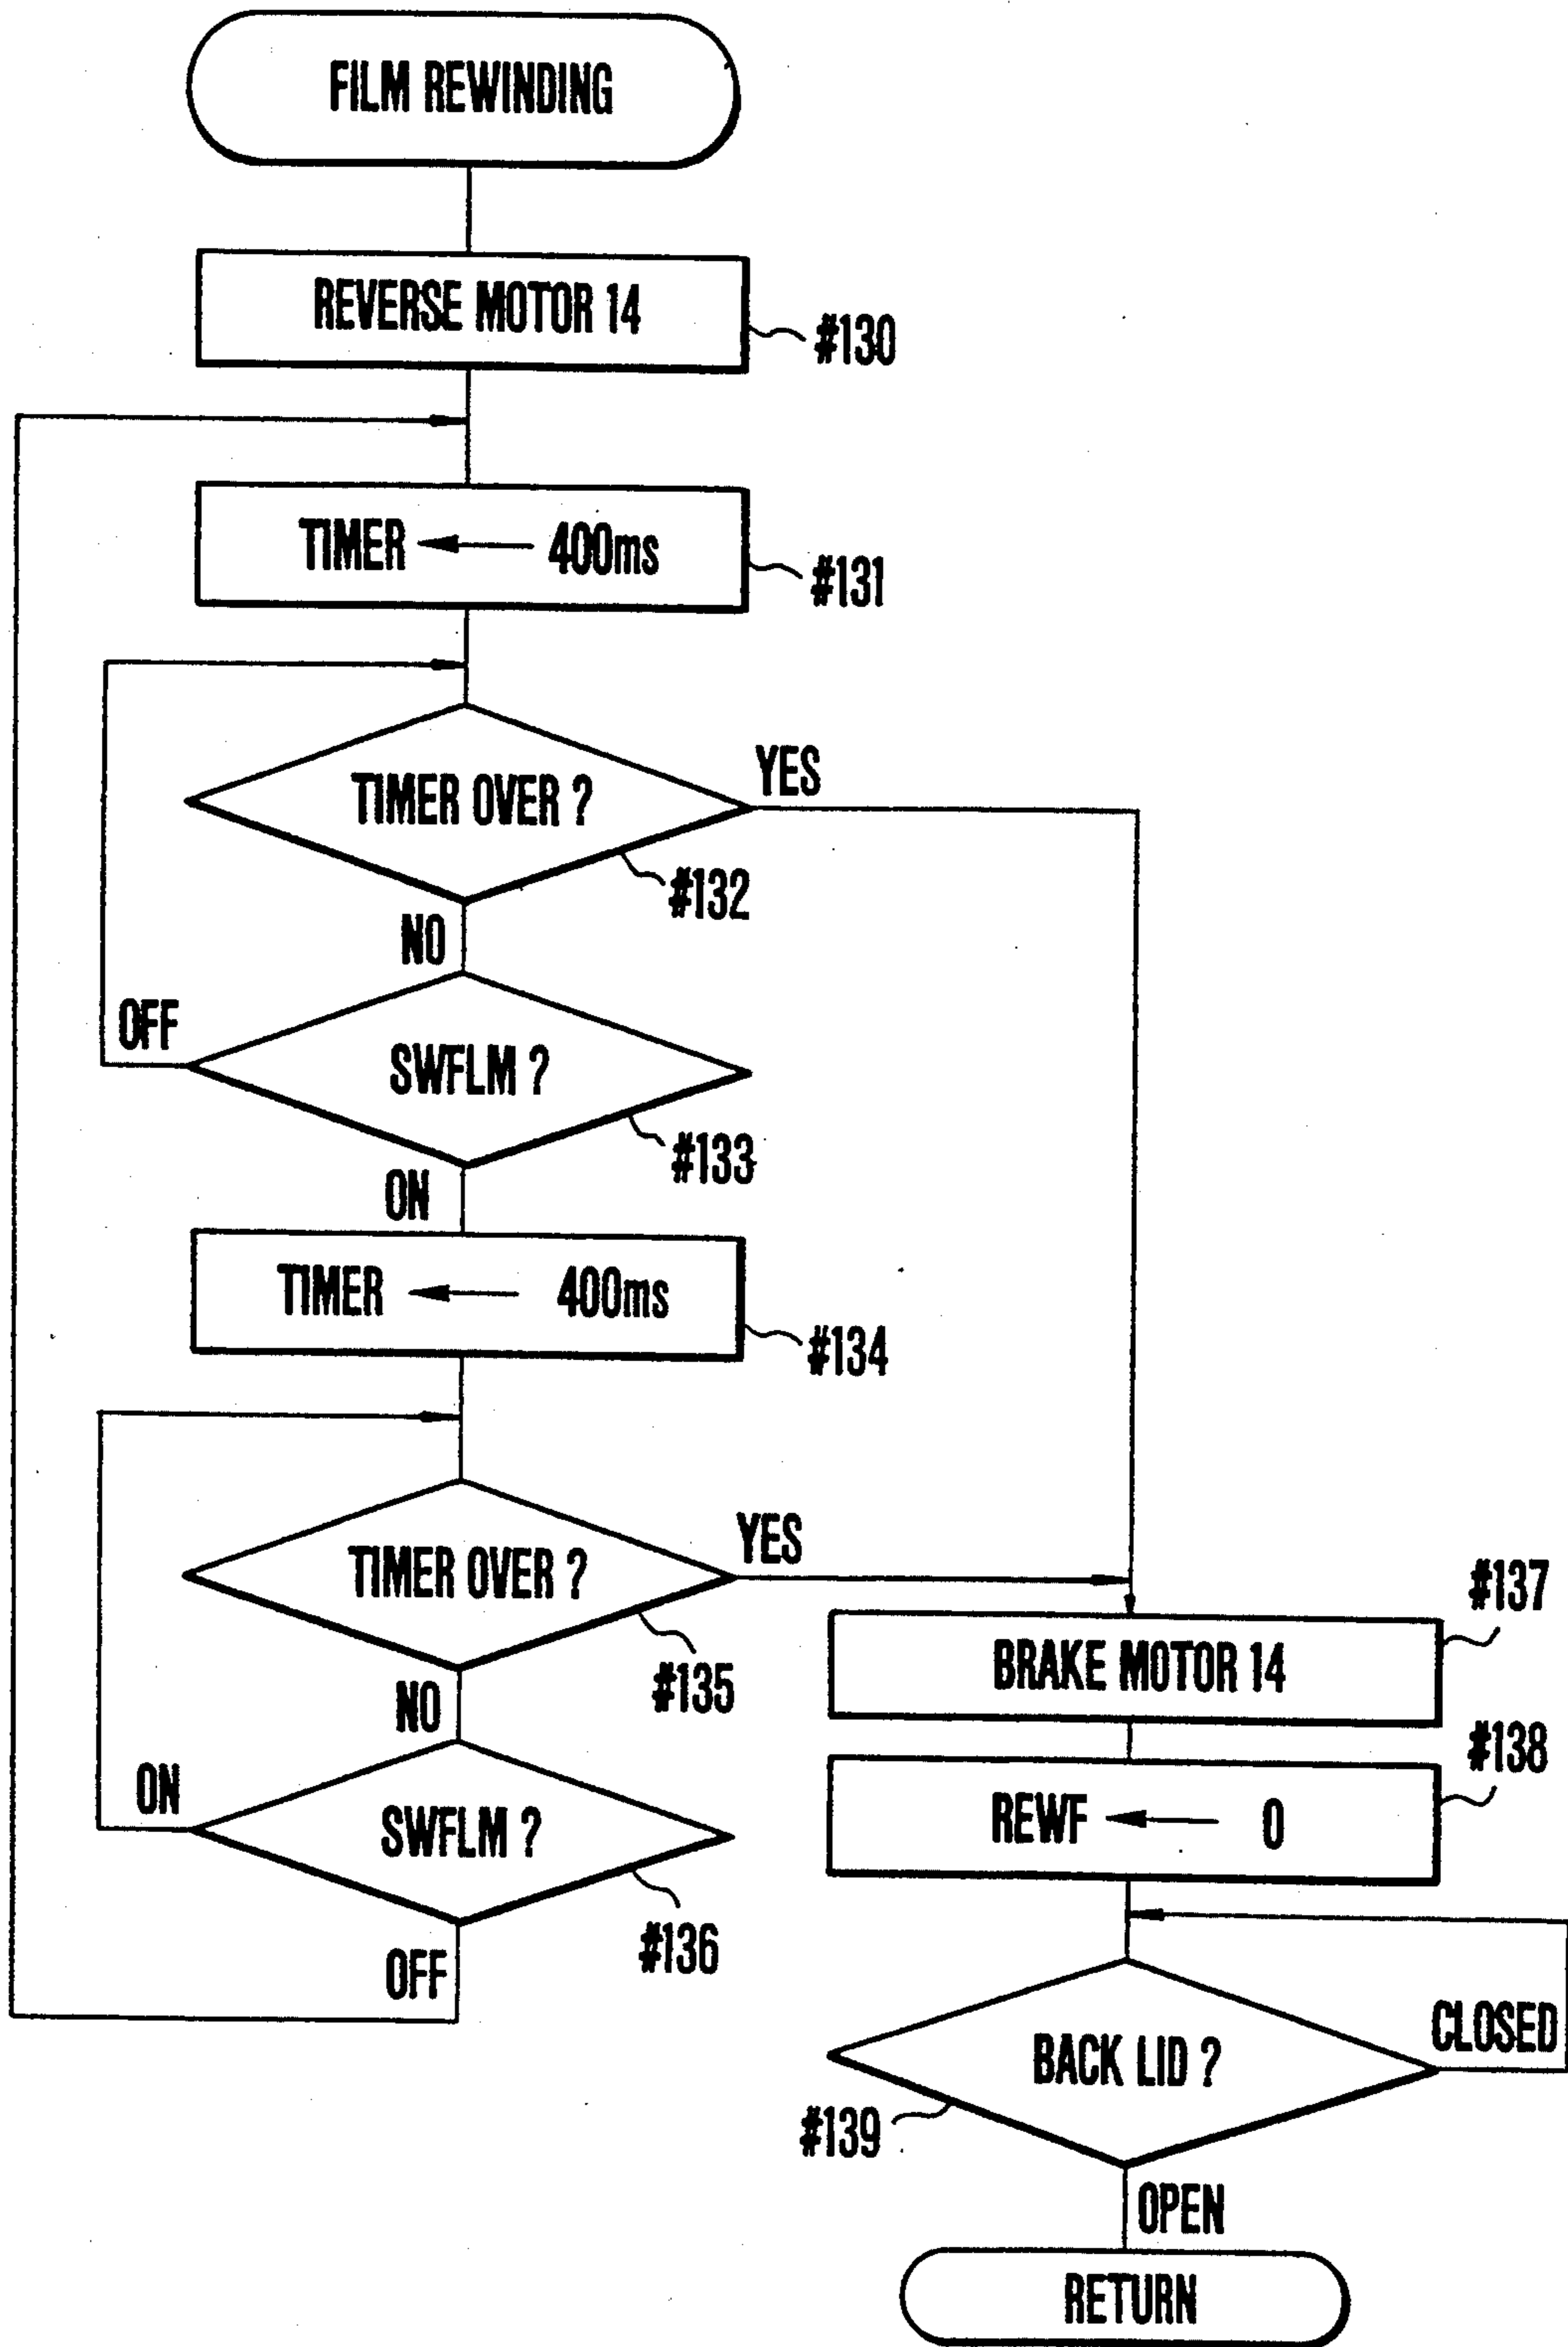 FILM REWINDING
REVERSE MOTOR 14
#130
TIMER ← 400ms
#131
TIMER OVER ?
YES
#132
NO
OFF
SWFLM ?
#133
ON
TIMER ← 400ms
#134
TIMER OVER ?
YES
#135
NO
ON
SWFLM ?
#136
OFF
#137
BRAKE MOTOR 14
#138
REWF ← 0
BACK LID ?
CLOSED
#139
OPEN
RETURN